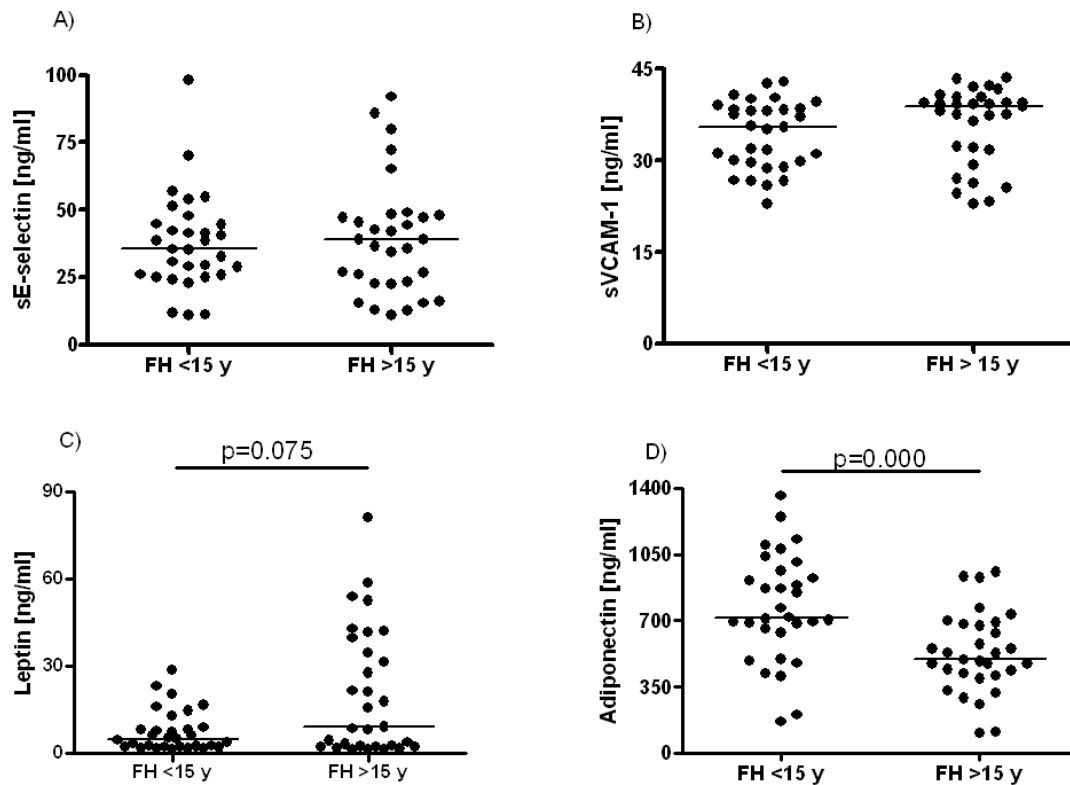 A)
sE-selectin [ng/ml]
100
75
50
25
0
FH <15 y
FH >15 y
B)
sVCAM-1 [ng/ml]
45
30
15
0
FH <15 y
FH > 15 y
C)
p=0.075
Leptin [ng/ml]
90
60
30
0
FH <15 y
FH >15 y
D)
p=0.000
Adiponectin [ng/ml]
1400
1050
700
350
0
FH <15 y
FH >15 y